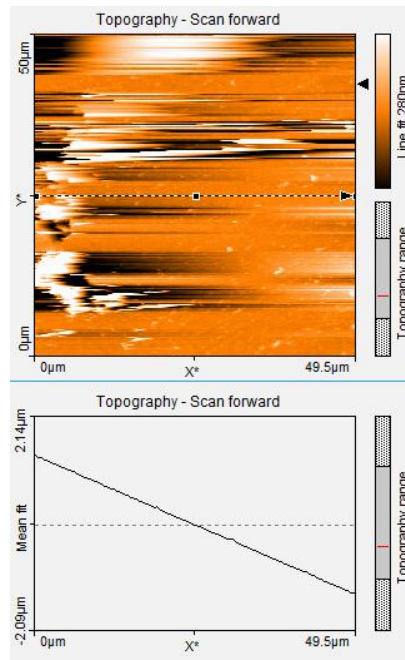 Topography - Scan forward
50µm
Y*
0µm
0µm
X*
49.5µm
Line fit 280nm
Topography range
Topography - Scan forward
2.14µm
Mean fit
-2.09µm
0µm
X*
49.5µm
Topography range